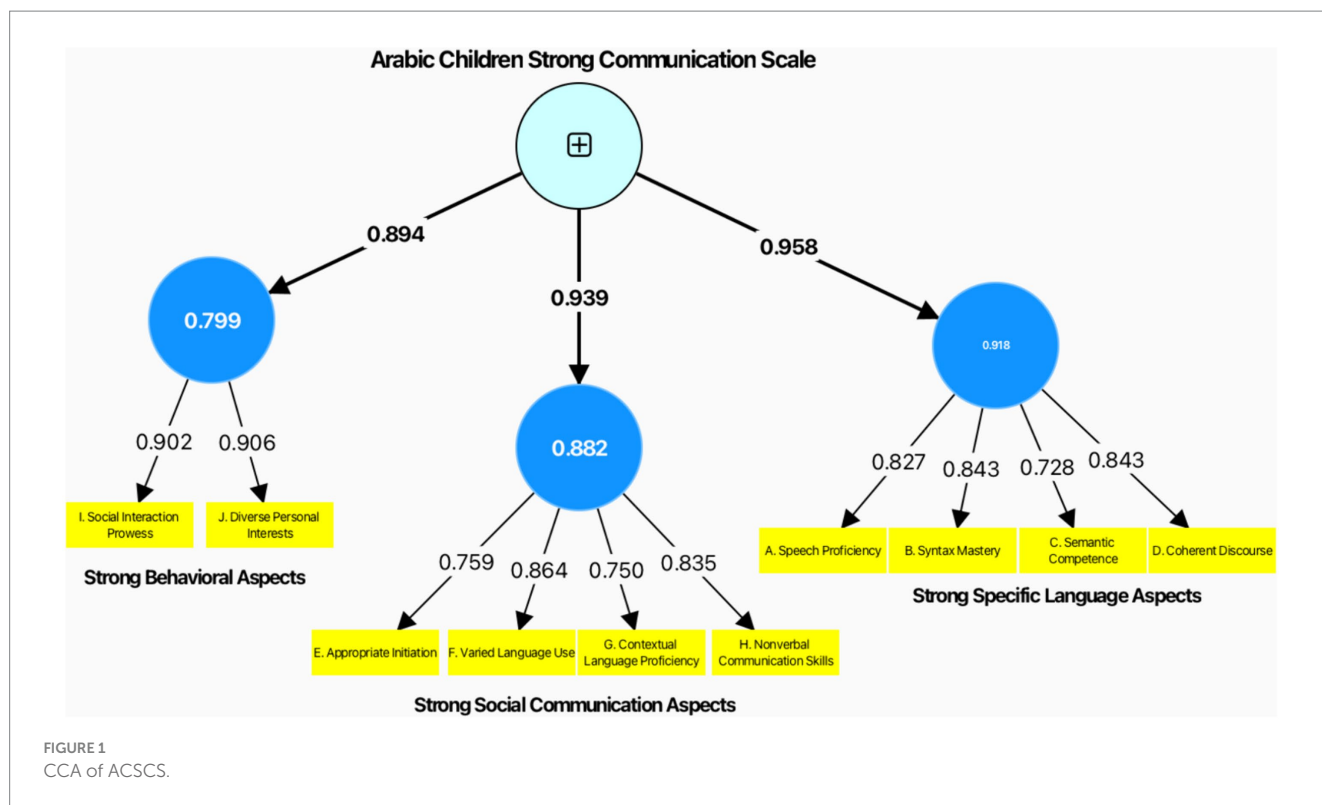 Arabic Children Strong Communication Scale
0.894
0.939
0.958
0.799
0.902
0.906
I. Social Interaction
Prowess
J. Diverse Personal
Interests
Strong Behavioral Aspects
0.882
0.759
0.864
0.750
0.835
E. Appropriate Initiation
F. Varied Language Use
G. Contextual
Language Proficiency
H. Nonverbal
Communication Skills
Strong Social Communication Aspects
0.918
0.827
0.843
0.728
0.843
A. Speech Proficiency
B. Syntax Mastery
C. Semantic
Competence
D. Coherent Discourse
Strong Specific Language Aspects
FIGURE 1
CCA of ACSCS.